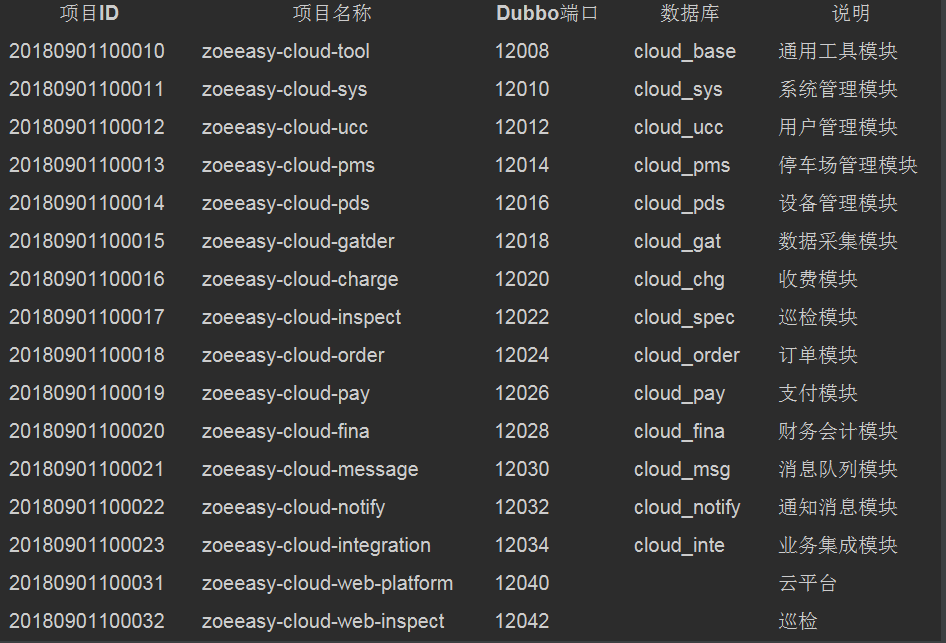 项目ID 项目名称 Dubbo端口 数据库 说明
20180901100010 zoeeasy-cloud-tool 12008 cloud_base 通用工具模块
20180901100011 zoeeasy-cloud-sys 12010 cloud_sys 系统管理模块
20180901100012 zoeeasy-cloud-ucc 12012 cloud_ucc 用户管理模块
20180901100013 zoeeasy-cloud-pms 12014 cloud_pms 停车场管理模块
20180901100014 zoeeasy-cloud-pds 12016 cloud_pds 设备管理模块
20180901100015 zoeeasy-cloud-gatder 12018 cloud_gat 数据采集模块
20180901100016 zoeeasy-cloud-charge 12020 cloud_chg 收费模块
20180901100017 zoeeasy-cloud-inspect 12022 cloud_spec 巡检模块
20180901100018 zoeeasy-cloud-order 12024 cloud_order 订单模块
20180901100019 zoeeasy-cloud-pay 12026 cloud_pay 支付模块
20180901100020 zoeeasy-cloud-fina 12028 cloud_fina 财务会计模块
20180901100021 zoeeasy-cloud-message 12030 cloud_msg 消息队列模块
20180901100022 zoeeasy-cloud-notify 12032 cloud_notify 通知消息模块
20180901100023 zoeeasy-cloud-integration 12034 cloud_inte 业务集成模块
20180901100031 zoeeasy-cloud-web-platform 12040 云平台
20180901100032 zoeeasy-cloud-web-inspect 12042 巡检